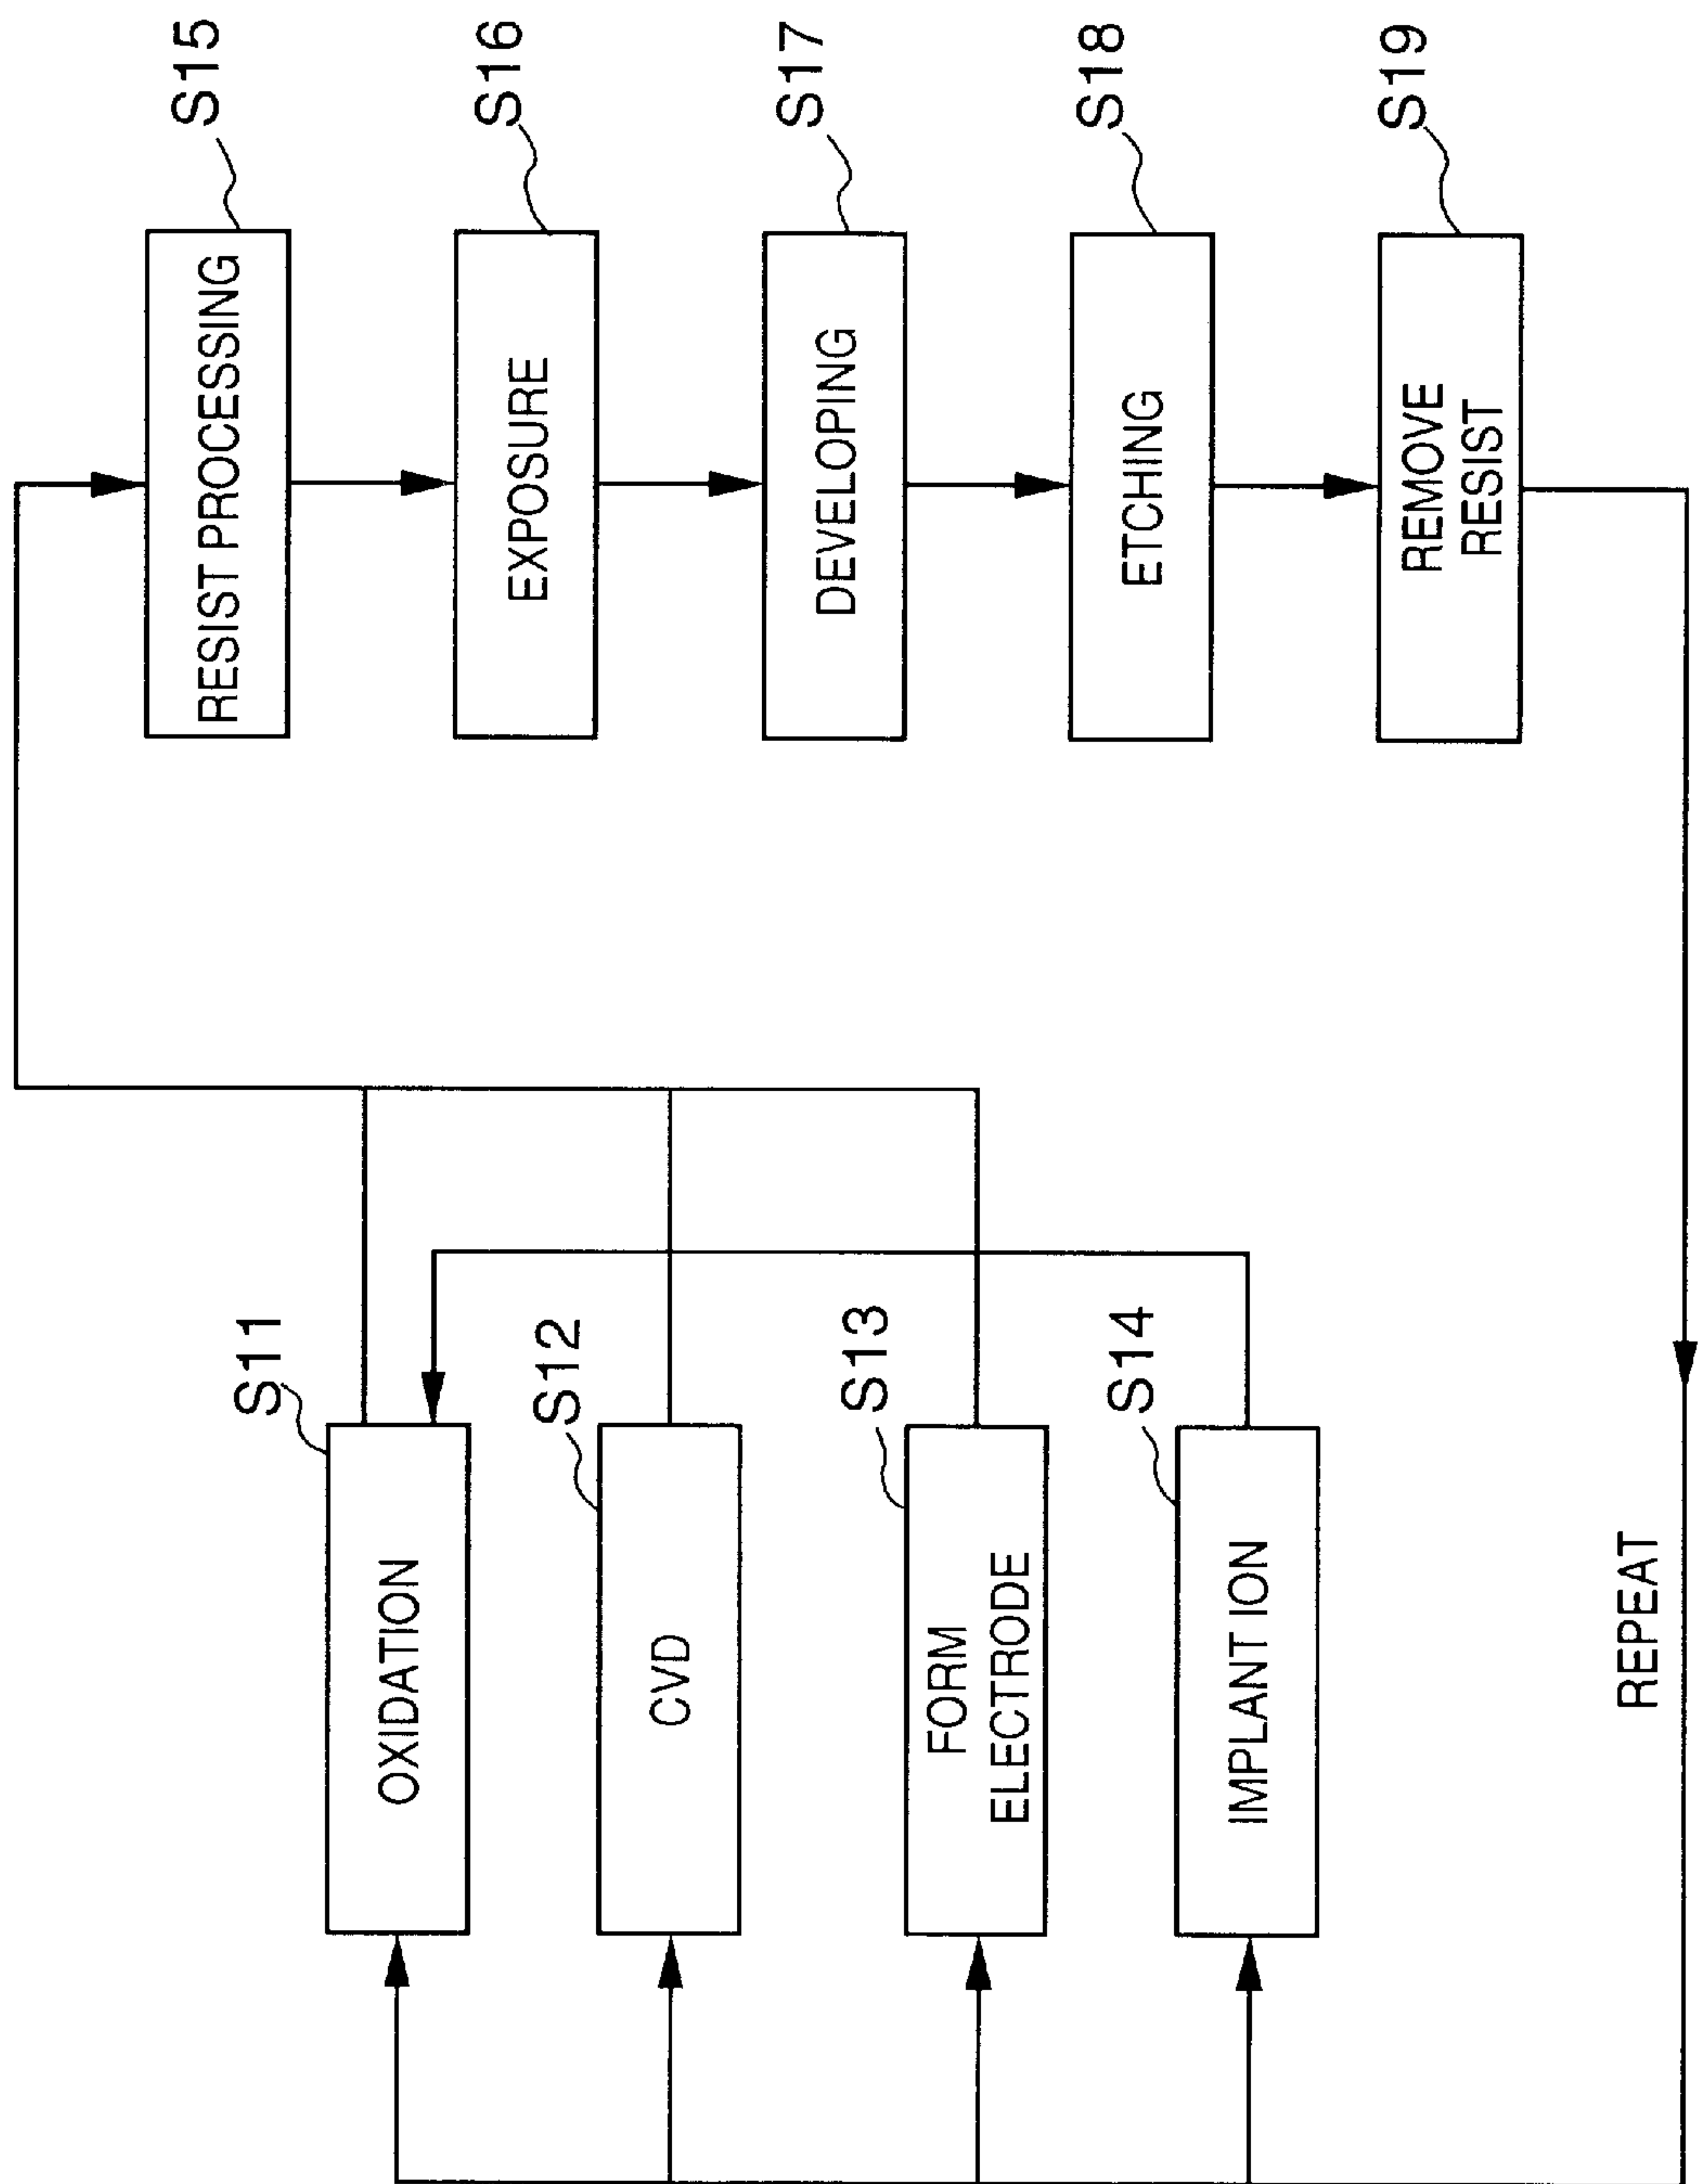 S11
OXIDATION
S12
CVD
S13
FORM
ELECTRODE
S14
IMPLANT ION
S15
RESIST PROCESSING
S16
EXPOSURE
S17
DEVELOPING
S18
ETCHING
S19
REMOVE
RESIST
REPEAT